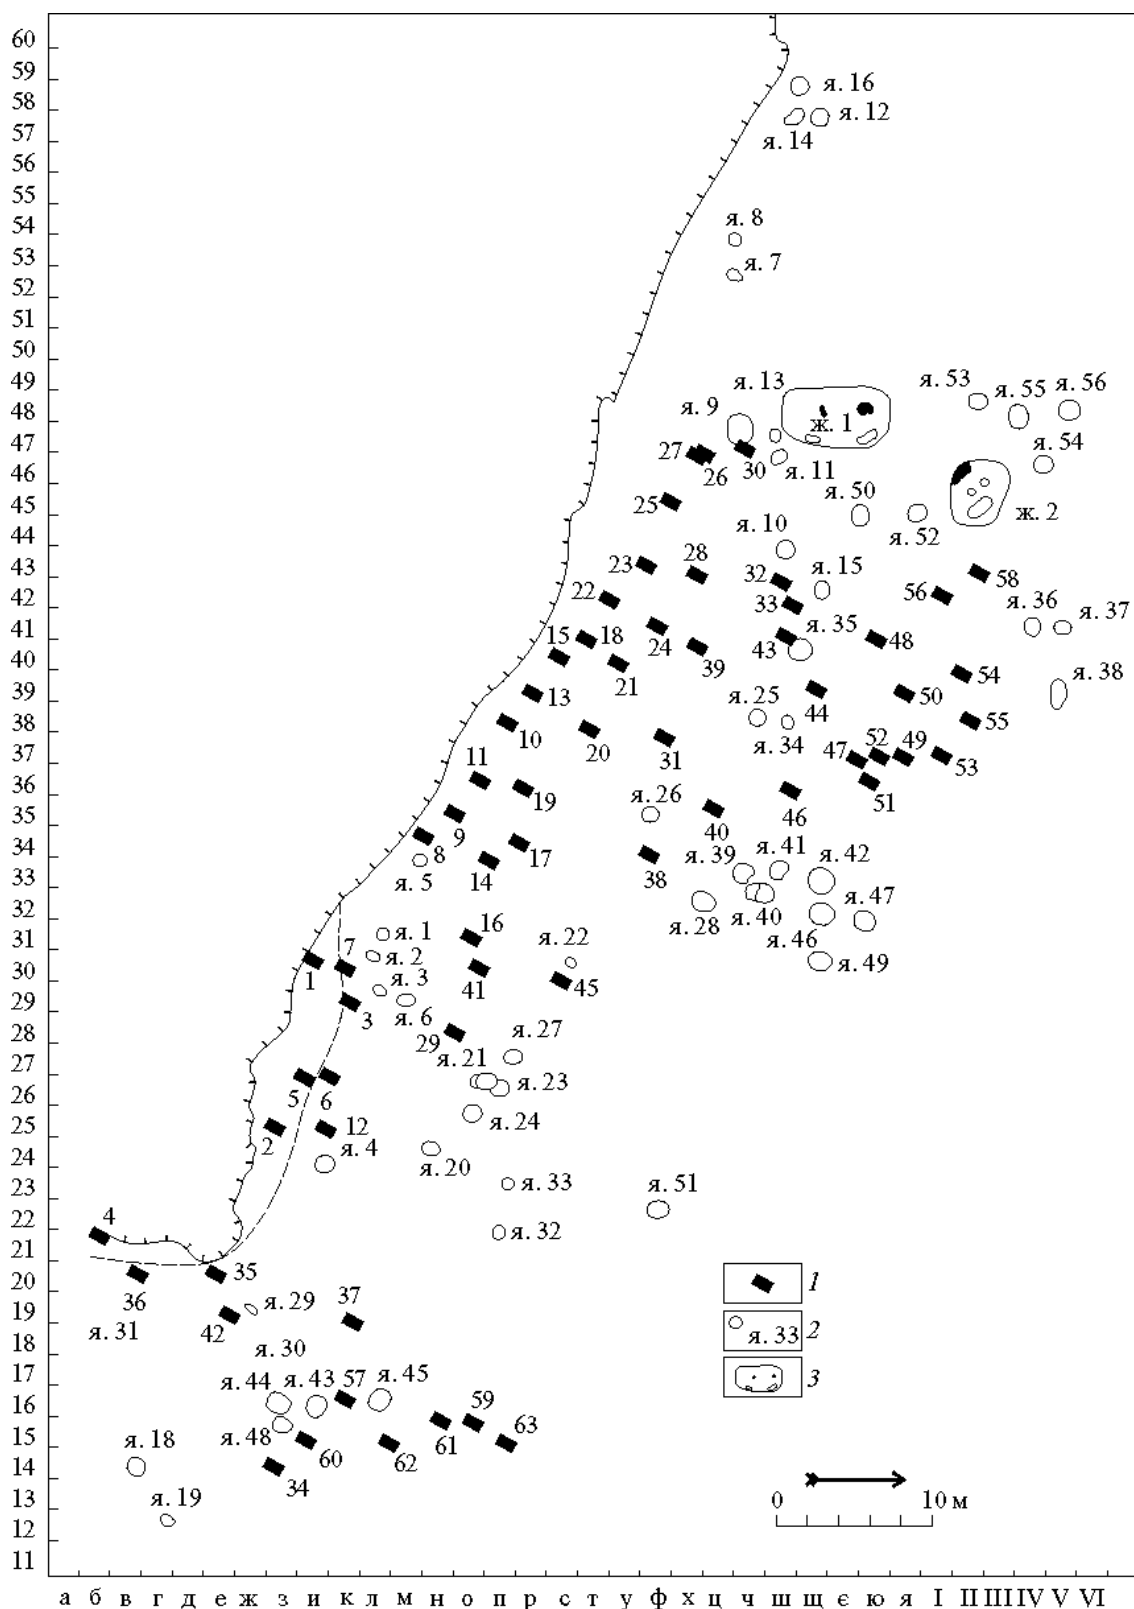 60
59
я. 16
58
я. 12
57
я. 14
56
55
54
я. 8
53
я. 7
52
51
50
49
я. 13
я. 53
я. 55
я. 56
48
я. 9
ж. 1
47
27
26
30
я. 11
я. 54
46
25
я. 50
ж. 2
45
я. 52
44
я. 10
43
23
28
32
я. 15
58
42
22
33
56
я. 36
я. 37
41
15
18
24
39
43
я. 35
48
40
21
я. 38
39
13
я. 25
44
50
54
38
10
20
31
я. 34
47
52
49
55
37
11
53
36
19
я. 26
46
51
35
9
40
34
8
17
я. 39
я. 41
я. 42
33
я. 5
14
38
я. 47
32
16
я. 28
я. 40
я. 46
31
я. 1
я. 22
30
1
7
я. 2
41
45
я. 49
29
3
я. 3
я. 6
28
29
я. 27
27
я. 21
26
5
6
я. 23
25
2
12
я. 24
24
я. 4
я. 20
23
я. 33
я. 51
22
4
я. 32
21
35
20
36
37
1
19
я. 31
42
я. 29
я. 33
2
18
я. 30
17
я. 44
я. 43
57
я. 45
3
16
59
63
15
я. 18
я. 48
60
62
61
14
34
13
я. 19
0
10 м
12
11
а б в г д е ж з и к л м н о п р с т у ф х ц ч ш щ є ю я I II III IV V VI